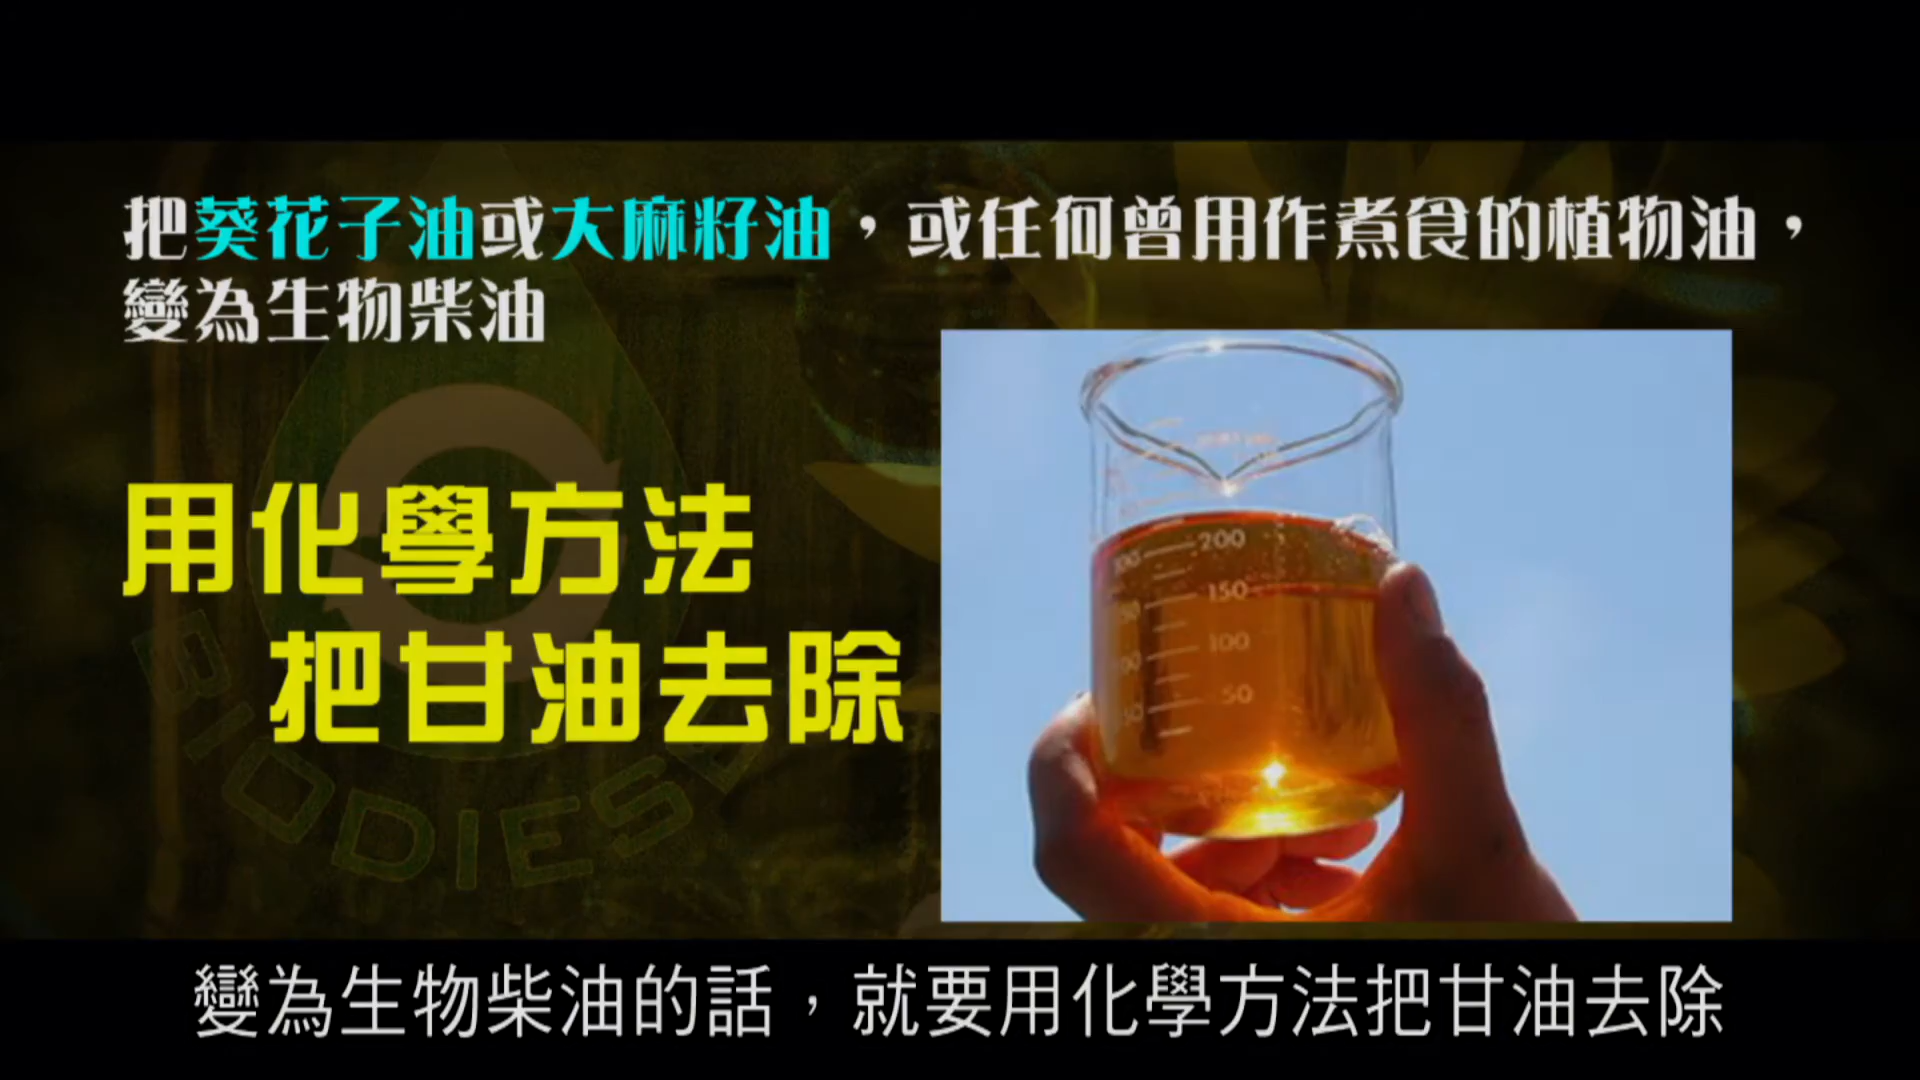 把葵花子油或大麻籽油，或任何曾用作煮食的植物油，
變為生物柴油
用化學方法
把甘油去除
200
150
100
50
BIODIES
變為生物柴油的話，就要用化學方法把甘油去除